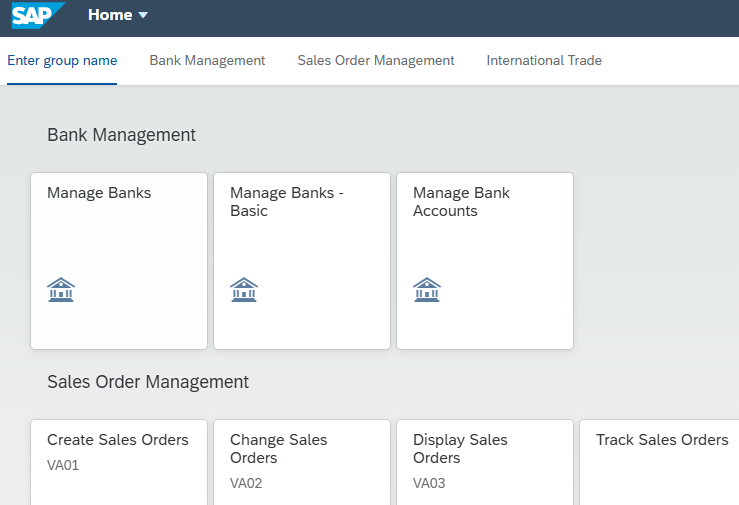 SAP Home
Enter group name Bank Management Sales Order Management International Trade
Bank Management
Manage Banks
Manage Banks -
Basic
Manage Bank
Accounts
Sales Order Management
Create Sales Orders
VA01
Change Sales
Orders
VA02
Display Sales
Orders
VA03
Track Sales Orders